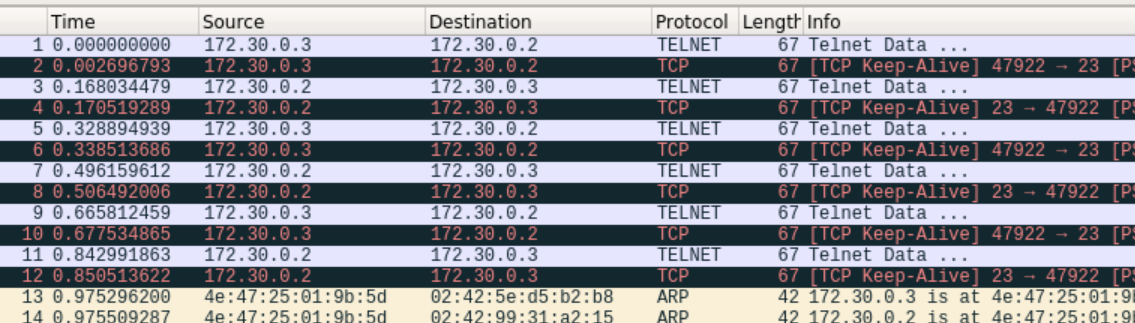 Time Source Destination Protocol Length Info
1 0.000000000 172.30.0.3 172.30.0.2 TELNET 67 Telnet Data ...
2 0.002696793 172.30.0.3 172.30.0.2 TCP 67 [TCP Keep-Alive] 47922 → 23 [PS
3 0.168034479 172.30.0.2 172.30.0.3 TELNET 67 Telnet Data ...
4 0.170519289 172.30.0.2 172.30.0.3 TCP 67 [TCP Keep-Alive] 23 → 47922 [PS
5 0.328894939 172.30.0.3 172.30.0.2 TELNET 67 Telnet Data ...
6 0.338513686 172.30.0.3 172.30.0.2 TCP 67 [TCP Keep-Alive] 47922 → 23 [PS
7 0.496159612 172.30.0.2 172.30.0.3 TELNET 67 Telnet Data ...
8 0.506492006 172.30.0.2 172.30.0.3 TCP 67 [TCP Keep-Alive] 23 → 47922 [PS
9 0.665812459 172.30.0.3 172.30.0.2 TELNET 67 Telnet Data ...
10 0.677534865 172.30.0.3 172.30.0.2 TCP 67 [TCP Keep-Alive] 47922 → 23 [PS
11 0.842991863 172.30.0.2 172.30.0.3 TELNET 67 Telnet Data ...
12 0.850513622 172.30.0.2 172.30.0.3 TCP 67 [TCP Keep-Alive] 23 → 47922 [PS
13 0.975296200 4e:47:25:01:9b:5d 02:42:5e:d5:b2:b8 ARP 42 172.30.0.3 is at 4e:47:25:01:9
14 0.975509287 4e:47:25:01:9b:5d 02:42:99:31:a2:15 ARP 42 172.30.0.2 is at 4e:47:25:01:9